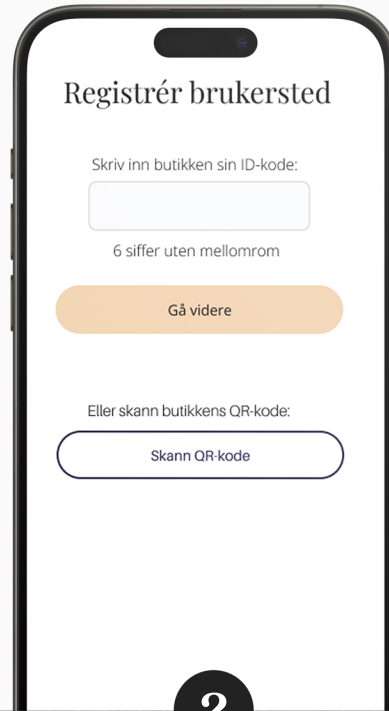 Registrér brukersted
Skriv inn butikken sin ID-kode:
6 siffer uten mellomrom
Gå videre
Eller skann butikkens QR-kode:
Skann QR-kode